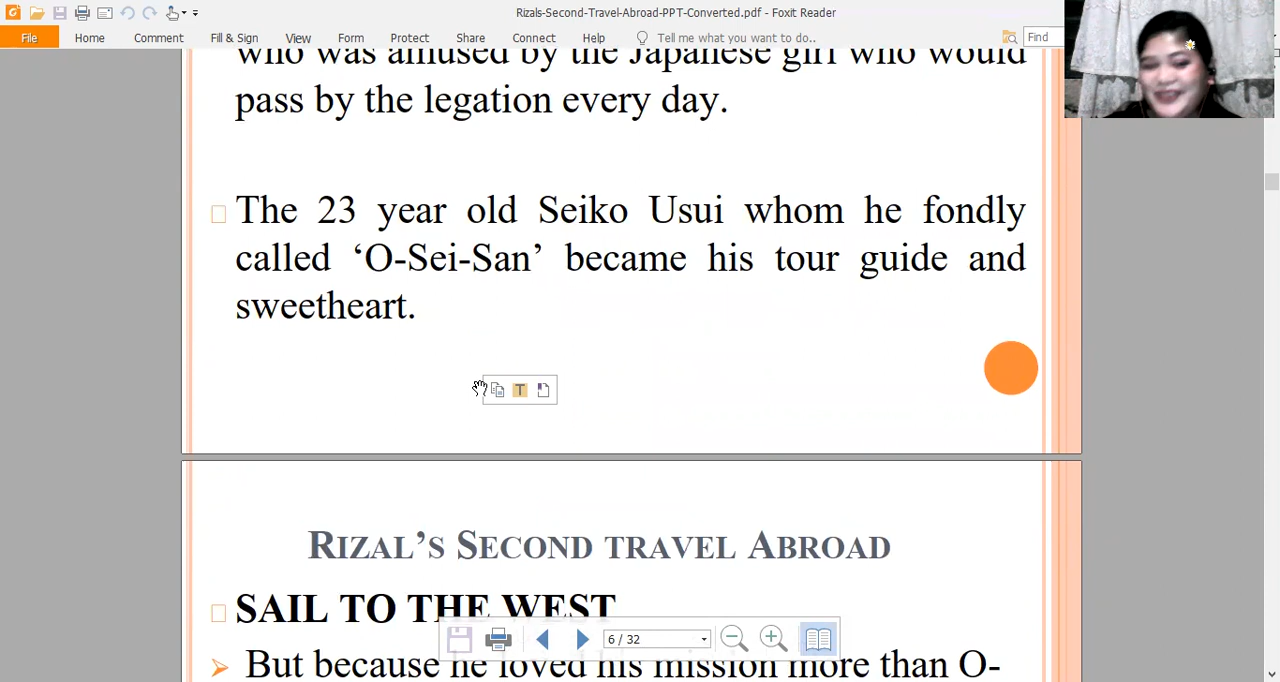 Rizals-Second-Travel-Abroad-PPT-Converted.pdf - Foxit Reader
File Home Comment Fill & Sign View Form Protect Share Connect Help Tell me what you want to do.. Find
who was amused by the Japanese girl who would
pass by the legation every day.
The 23 year old Seiko Usui whom he fondly
called ‘O-Sei-San’ became his tour guide and
sweetheart.
T
RIZAL’S SECOND TRAVEL ABROAD
SAIL TO THE WEST
6 / 32
But because he loved his mission more than O-